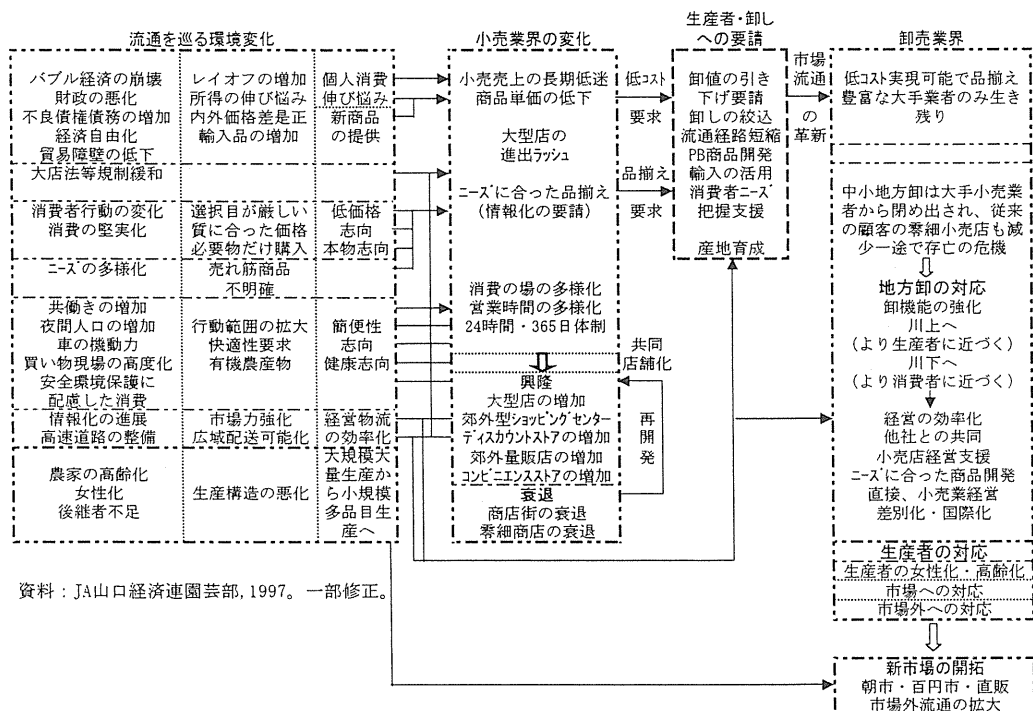 流通を巡る環境変化
バブル経済の崩壊
財政の悪化
不良債権債務の増加
経済自由化
貿易障壁の低下
レイオフの増加
所得の伸び悩み
内外価格差是正
輸入品の増加
個人消費
伸び悩み
新商品
の提供
大店法等規制緩和
消費者行動の変化
消費の堅実化
選択目が厳しい
質に合った価格
必要物だけ購入
低価格
志向
本物志向
ニーズの多様化
売れ筋商品
不明確
共働きの増加
夜間人口の増加
車の機動力
買い物現場の高度化
安全環境保護に
配慮した消費
行動範囲の拡大
快適性要求
有機農産物
簡便性
志向
健康志向
情報化の進展
高速道路の整備
市場力強化
広域配送可能化
経営物流
の効率化
農家の高齢化
女性化
後継者不足
生産構造の悪化
大規模大
量生産か
ら小規模
多品目生
産へ
資料：JA山口経済連園芸部,1997。一部修正。
小売業界の変化
小売売上の長期低迷
商品単価の低下
大型店の
進出ラッシュ
ニーズに合った品揃え
(情報化の要請)
消費の場の多様化
営業時間の多様化
24時間・365日体制
興隆
大型店の増加
郊外型ショッピングセンター
ディスカウントストアの増加
郊外量販店の増加
コンビニエンスストアの増加
衰退
商店街の衰退
零細商店の衰退
低コスト
要求
品揃え
要求
共同
店舗化
再
開
発
生産者・卸し
への要請
卸値の引き
下げ要請
卸しの絞込
流通経路短縮
PB商品開発
輸入の活用
消費者ニーズ
把握支援
産地育成
市場
流通
の
革新
卸売業界
低コスト実現可能で品揃え
豊富な大手業者のみ生き
残り
中小地方卸は大手小売業
者から閉め出され、従来
の顧客の零細小売店も減
少一途で存亡の危機
地方卸の対応
卸機能の強化
川上へ
(より生産者に近づく)
川下へ
(より消費者に近づく)
経営の効率化
他社との共同
小売店経営支援
ニーズに合った商品開発
直接、小売業経営
差別化・国際化
生産者の対応
生産者の女性化・高齢化
市場への対応
市場外への対応
新市場の開拓
朝市・百円市・直販
市場外流通の拡大